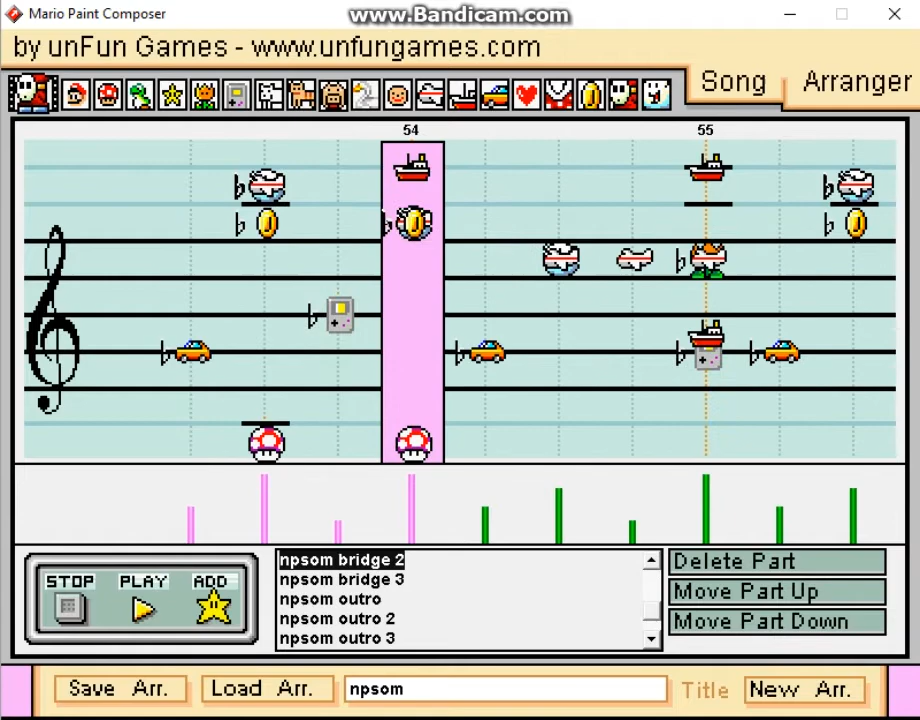 Mario Paint Composer
www.Bandicam.com
by unFun Games - www.unfungames.com
Song
Arranger
54
55
npsom bridge 2
npsom bridge 3
npsom outro
npsom outro 2
npsom outro 3
STOP
PLAY
ADD
Delete Part
Move Part Up
Move Part Down
Save Arr.
Load Arr.
npsom
Title
New Arr.